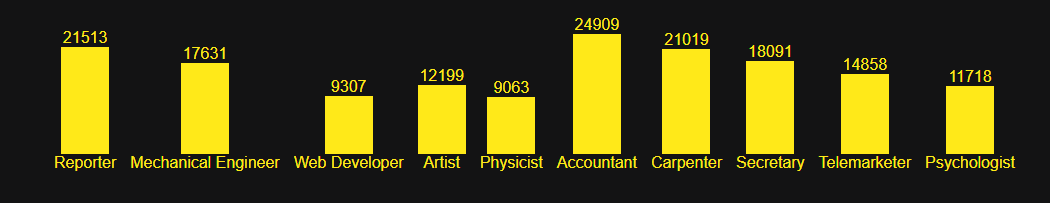 21513
17631
9307
12199
9063
24909
21019
18091
14858
11718
Reporter
Mechanical Engineer
Web Developer
Artist
Physicist
Accountant
Carpenter
Secretary
Telemarketer
Psychologist